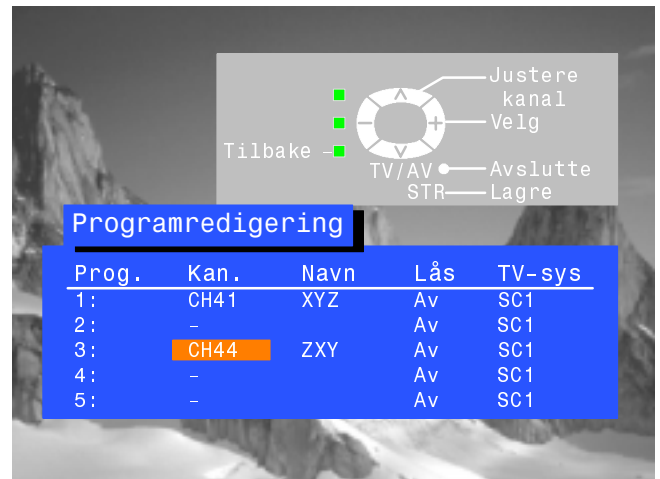 Justere
kanal
Velg
Tilbake
TV/AV Avslutte
STR Lagre
Programredigering
Prog. Kan. Navn Lås TV-sys
1: CH41 XYZ Av SC1
2: – Av SC1
3: CH44 ZXY Av SC1
4: – Av SC1
5: – Av SC1